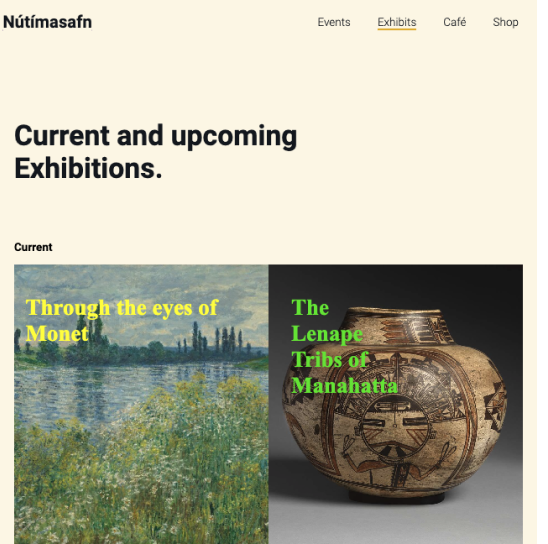 Nútímasafn
Events Exhibits Café Shop
Current and upcoming
Exhibitions.
Current
Through the eyes of
Monet
The
Lenape
Tribs of
Manahatta